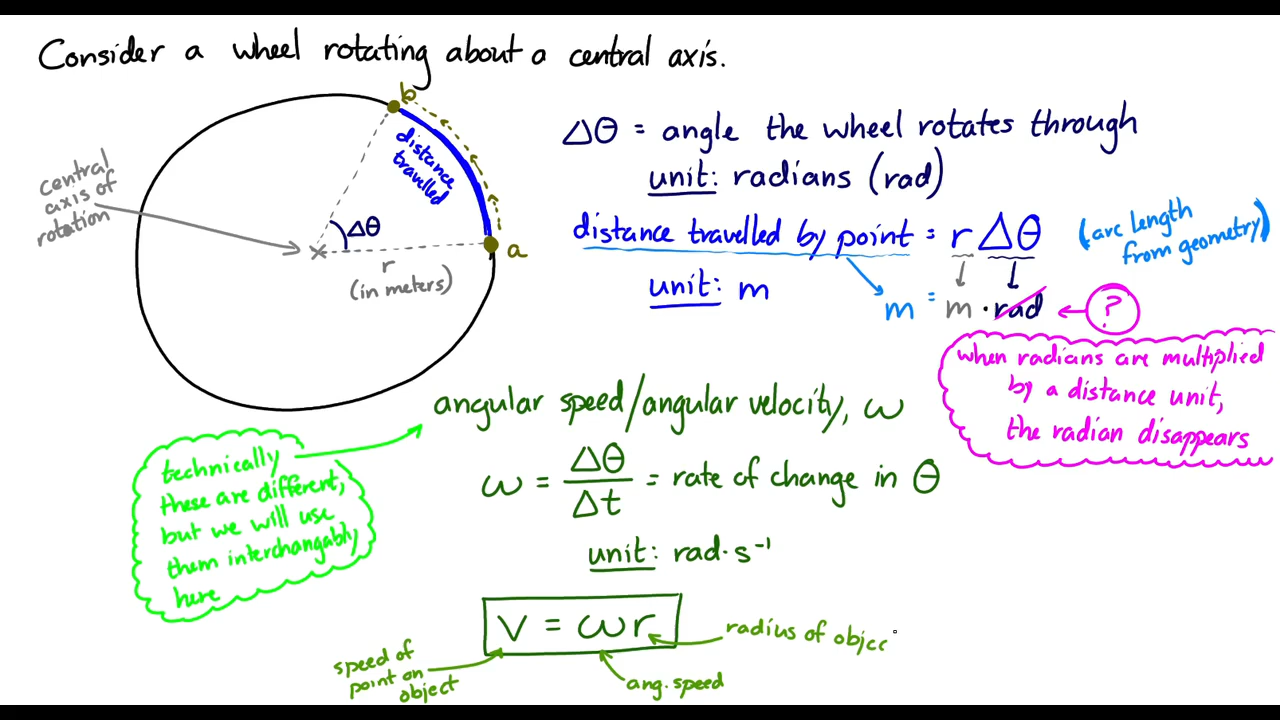 Consider a wheel rotating about a central axis.
b
distance
travelled
central
axis of
rotation
Δθ
r
(in meters)
a
Δθ = angle the wheel rotates through
unit: radians (rad)
distance travelled by point = r Δθ
(arc length
from geometry)
unit: m
m = m · rad
?
when radians are multiplied
by a distance unit,
the radian disappears
angular speed/angular velocity, ω
technically
these are different,
but we will use
them interchangably
here
ω = Δθ/Δt = rate of change in θ
unit: rad · s⁻¹
v = ωr
radius of objec
speed of
point on
object
ang. speed